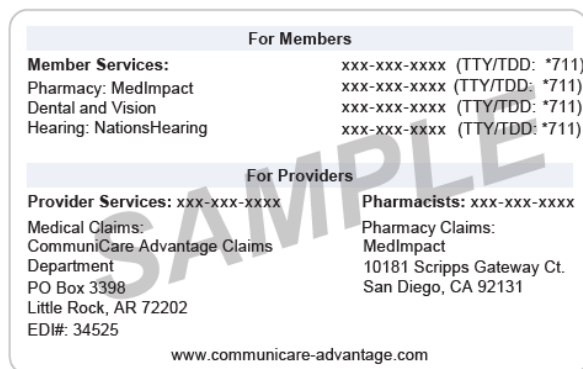 For Members
Member Services: xxx-xxx-xxxx (TTY/TDD: *711)
Pharmacy: MedImpact xxx-xxx-xxxx (TTY/TDD: *711)
Dental and Vision xxx-xxx-xxxx (TTY/TDD: *711)
Hearing: NationsHearing xxx-xxx-xxxx (TTY/TDD: *711)
SAMPLE
For Providers
Provider Services: xxx-xxx-xxxx
Medical Claims:
CommuniCare Advantage Claims
Department
PO Box 3398
Little Rock, AR 72202
EDI#: 34525
Pharmacists: xxx-xxx-xxxx
Pharmacy Claims:
MedImpact
10181 Scripps Gateway Ct.
San Diego, CA 92131
www.communicare-advantage.com